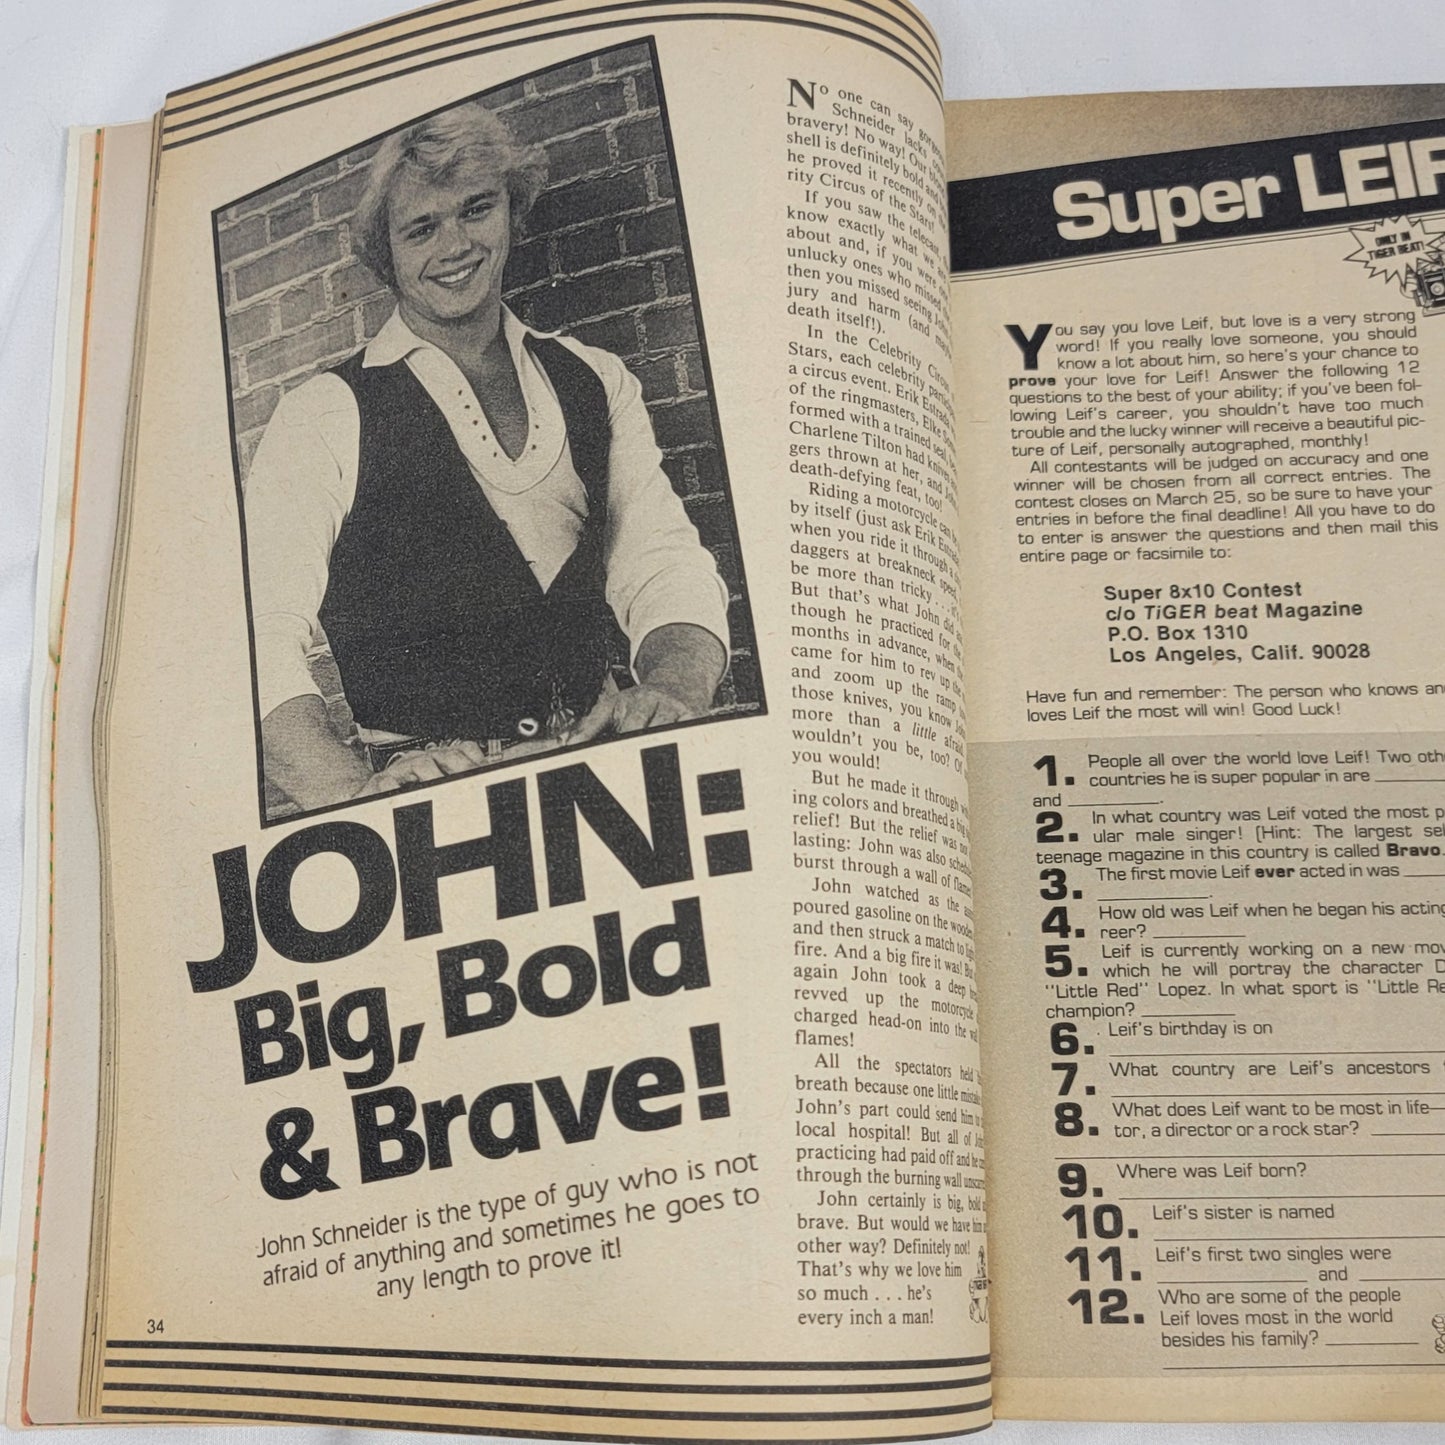 JOHN:
Big, Bold
& Brave!
John Schneider is the type of guy who is not
afraid of anything and sometimes he goes to
any length to prove it!
34
No one can say gorgeous
Schneider lacks
bravery! No way! Our blond
shell is definitely bold and
he proved it recently on the
rity Circus of the Stars!
If you saw the telecast,
know exactly what we are
about and, if you were one
unlucky ones who missed
then you missed seeing John
jury and harm (and maybe
death itself!).
In the Celebrity Circus
Stars, each celebrity
a circus event. Erik Estrada
of the ringmasters, Elke
formed with a trained seal,
Charlene Tilton had knives
gers thrown at her, and John
death-defying feat, too!
Riding a motorcycle can be
by itself (just ask Erik Estrada
when you ride it through a
daggers at breakneck speed,
be more than tricky . . . it's
But that's what John did
though he practiced for the
months in advance, when the
came for him to rev up the
and zoom up the ramp
those knives, you know John
more than a little afraid,
wouldn't you be, too? Of
you would!
But he made it through
ing colors and breathed a big
relief! But the relief was not
lasting: John was also
burst through a wall of flames
John watched as the
poured gasoline on the wooden
and then struck a match to
fire. And a big fire it was! But
again John took a deep
revved up the motorcycle
charged head-on into the wall
flames!
All the spectators held
breath because one little mistake
John's part could send him to
local hospital! But all of
practicing had paid off and he
through the burning wall
John certainly is big, bold
brave. But would we have him
other way? Definitely not!
That's why we love him
so much . . . he's
every inch a man!
Super LEIF
ONLY IN
TIGER BEAT!
You say you love Leif, but love is a very strong
word! If you really love someone, you should
know a lot about him, so here's your chance to
prove your love for Leif! Answer the following 12
questions to the best of your ability; if you've been fol-
lowing Leif's career, you shouldn't have too much
trouble and the lucky winner will receive a beautiful pic-
ture of Leif, personally autographed, monthly!
All contestants will be judged on accuracy and one
winner will be chosen from all correct entries. The
contest closes on March 25, so be sure to have your
entries in before the final deadline! All you have to do
to enter is answer the questions and then mail this
entire page or facsimile to:
Super 8x10 Contest
c/o TiGER beat Magazine
P.O. Box 1310
Los Angeles, Calif. 90028
Have fun and remember: The person who knows and
loves Leif the most will win! Good Luck!
1. People all over the world love Leif! Two
countries he is super popular in are
and
2. In what country was Leif voted the most
ular male singer! (Hint: The largest
teenage magazine in this country is called Bravo.
3. The first movie Leif ever acted in was
4. How old was Leif when he began his acting
reer?
5. Leif is currently working on a new
which he will portray the character
"Little Red" Lopez. In what sport is "Little
champion?
6. Leif's birthday is on
7. What country are Leif's ancestors
8. What does Leif want to be most in life—
tor, a director or a rock star?
9. Where was Leif born?
10. Leif's sister is named
11. Leif's first two singles were
and
12. Who are some of the people
Leif loves most in the world
besides his family?